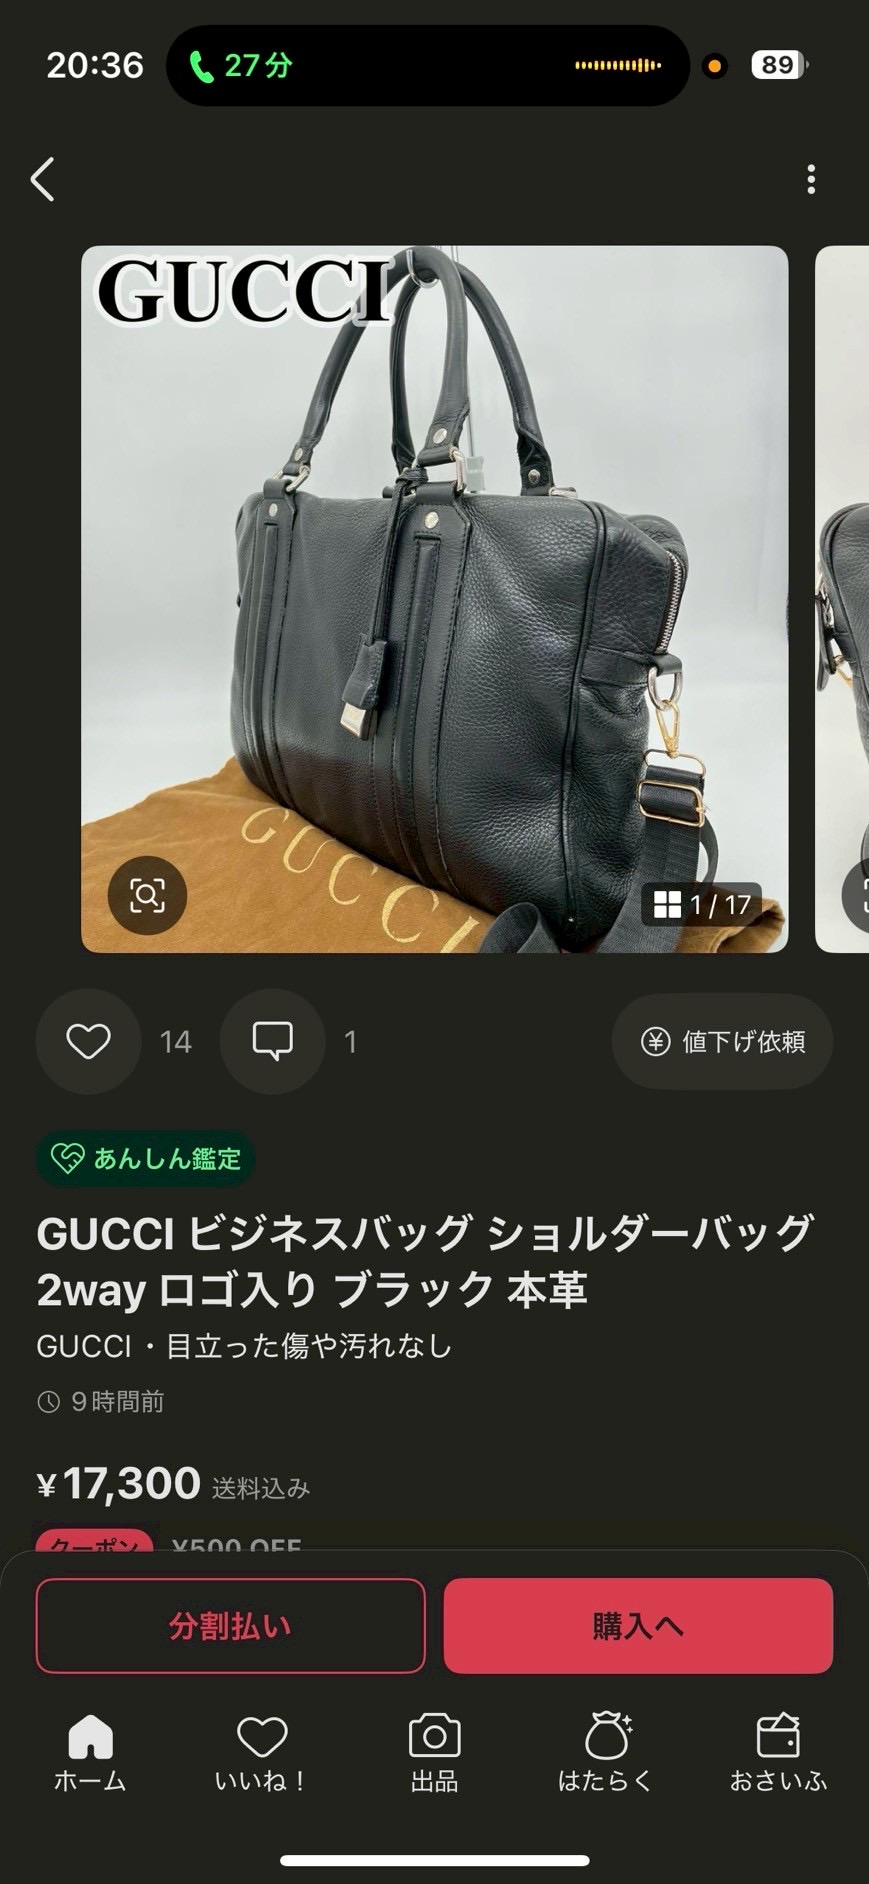 20:36
27分
89
GUCCI
GUCCI
1 / 17
14
1
値下げ依頼
あんしん鑑定
GUCCI ビジネスバッグ ショルダーバッグ
2way ロゴ入り ブラック 本革
GUCCI・目立った傷や汚れなし
9時間前
¥17,300 送料込み
クーポン ¥500 OFF
分割払い
購入へ
ホーム
いいね！
出品
はたらく
おさいふ